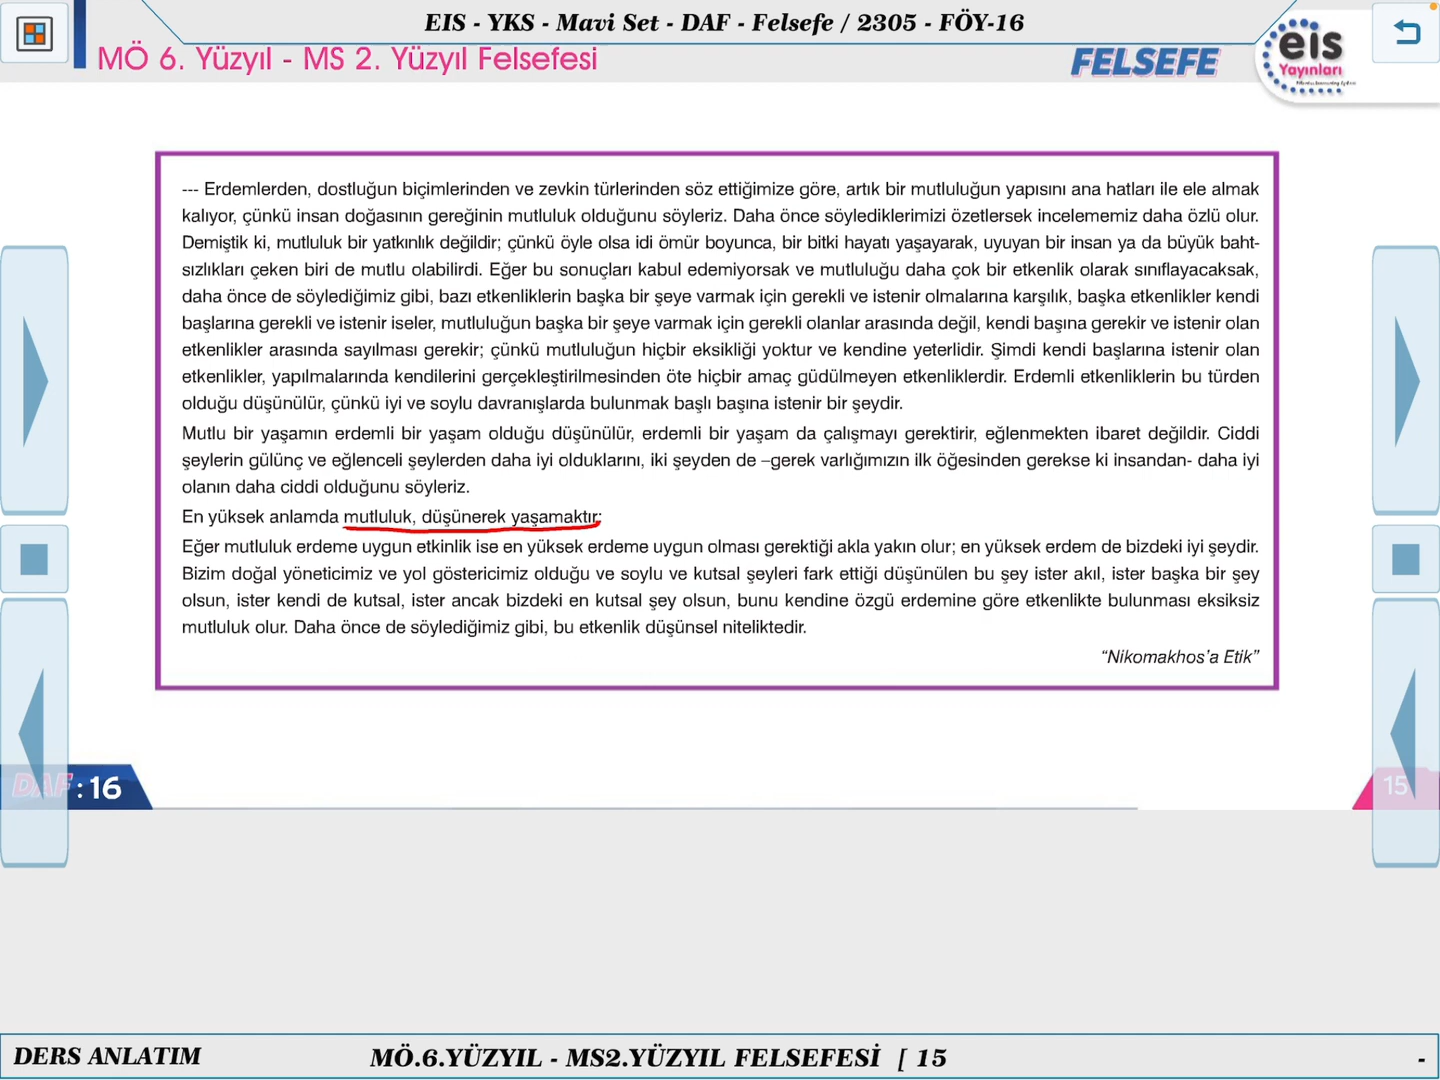 EIS - YKS - Mavi Set - DAF - Felsefe / 2305 - FÖY-16
MÖ 6. Yüzyıl - MS 2. Yüzyıl Felsefesi
FELSEFE
eis
Yayınları
--- Erdemlerden, dostluğun biçimlerinden ve zevkin türlerinden söz ettiğimize göre, artık bir mutluluğun yapısını ana hatları ile ele almak
kalıyor, çünkü insan doğasının gereğinin mutluluk olduğunu söyleriz. Daha önce söylediklerimizi özetlersek incelememiz daha özlü olur.
Demiştik ki, mutluluk bir yatkınlık değildir; çünkü öyle olsa idi ömür boyunca, bir bitki hayatı yaşayarak, uyuyan bir insan ya da büyük baht-
sızlıkları çeken biri de mutlu olabilirdi. Eğer bu sonuçları kabul edemiyorsak ve mutluluğu daha çok bir etkenlik olarak sınıflayacaksak,
daha önce de söylediğimiz gibi, bazı etkenliklerin başka bir şeye varmak için gerekli ve istenir olmalarına karşılık, başka etkenlikler kendi
başlarına gerekli ve istenir iseler, mutluluğun başka bir şeye varmak için gerekli olanlar arasında değil, kendi başına gerekir ve istenir olan
etkenlikler arasında sayılması gerekir; çünkü mutluluğun hiçbir eksikliği yoktur ve kendine yeterlidir. Şimdi kendi başlarına istenir olan
etkenlikler, yapılmalarında kendilerini gerçekleştirilmesinden öte hiçbir amaç güdülmeyen etkenliklerdir. Erdemli etkenliklerin bu türden
olduğu düşünülür, çünkü iyi ve soylu davranışlarda bulunmak başlı başına istenir bir şeydir.
Mutlu bir yaşamın erdemli bir yaşam olduğu düşünülür, erdemli bir yaşam da çalışmayı gerektirir, eğlenmekten ibaret değildir. Ciddi
şeylerin gülünç ve eğlenceli şeylerden daha iyi olduklarını, iki şeyden de –gerek varlığımızın ilk öğesinden gerekse ki insandan- daha iyi
olanın daha ciddi olduğunu söyleriz.
En yüksek anlamda mutluluk, düşünerek yaşamaktır;
Eğer mutluluk erdeme uygun etkinlik ise en yüksek erdeme uygun olması gerektiği akla yakın olur; en yüksek erdem de bizdeki iyi şeydir.
Bizim doğal yöneticimiz ve yol göstericimiz olduğu ve soylu ve kutsal şeyleri fark ettiği düşünülen bu şey ister akıl, ister başka bir şey
olsun, ister kendi de kutsal, ister ancak bizdeki en kutsal şey olsun, bunu kendine özgü erdemine göre etkenlikte bulunması eksiksiz
mutluluk olur. Daha önce de söylediğimiz gibi, bu etkenlik düşünsel niteliktedir.
“Nikomakhos’a Etik”
DAF : 16
15
DERS ANLATIM
MÖ.6.YÜZYIL - MS2.YÜZYIL FELSEFESİ [ 15
-